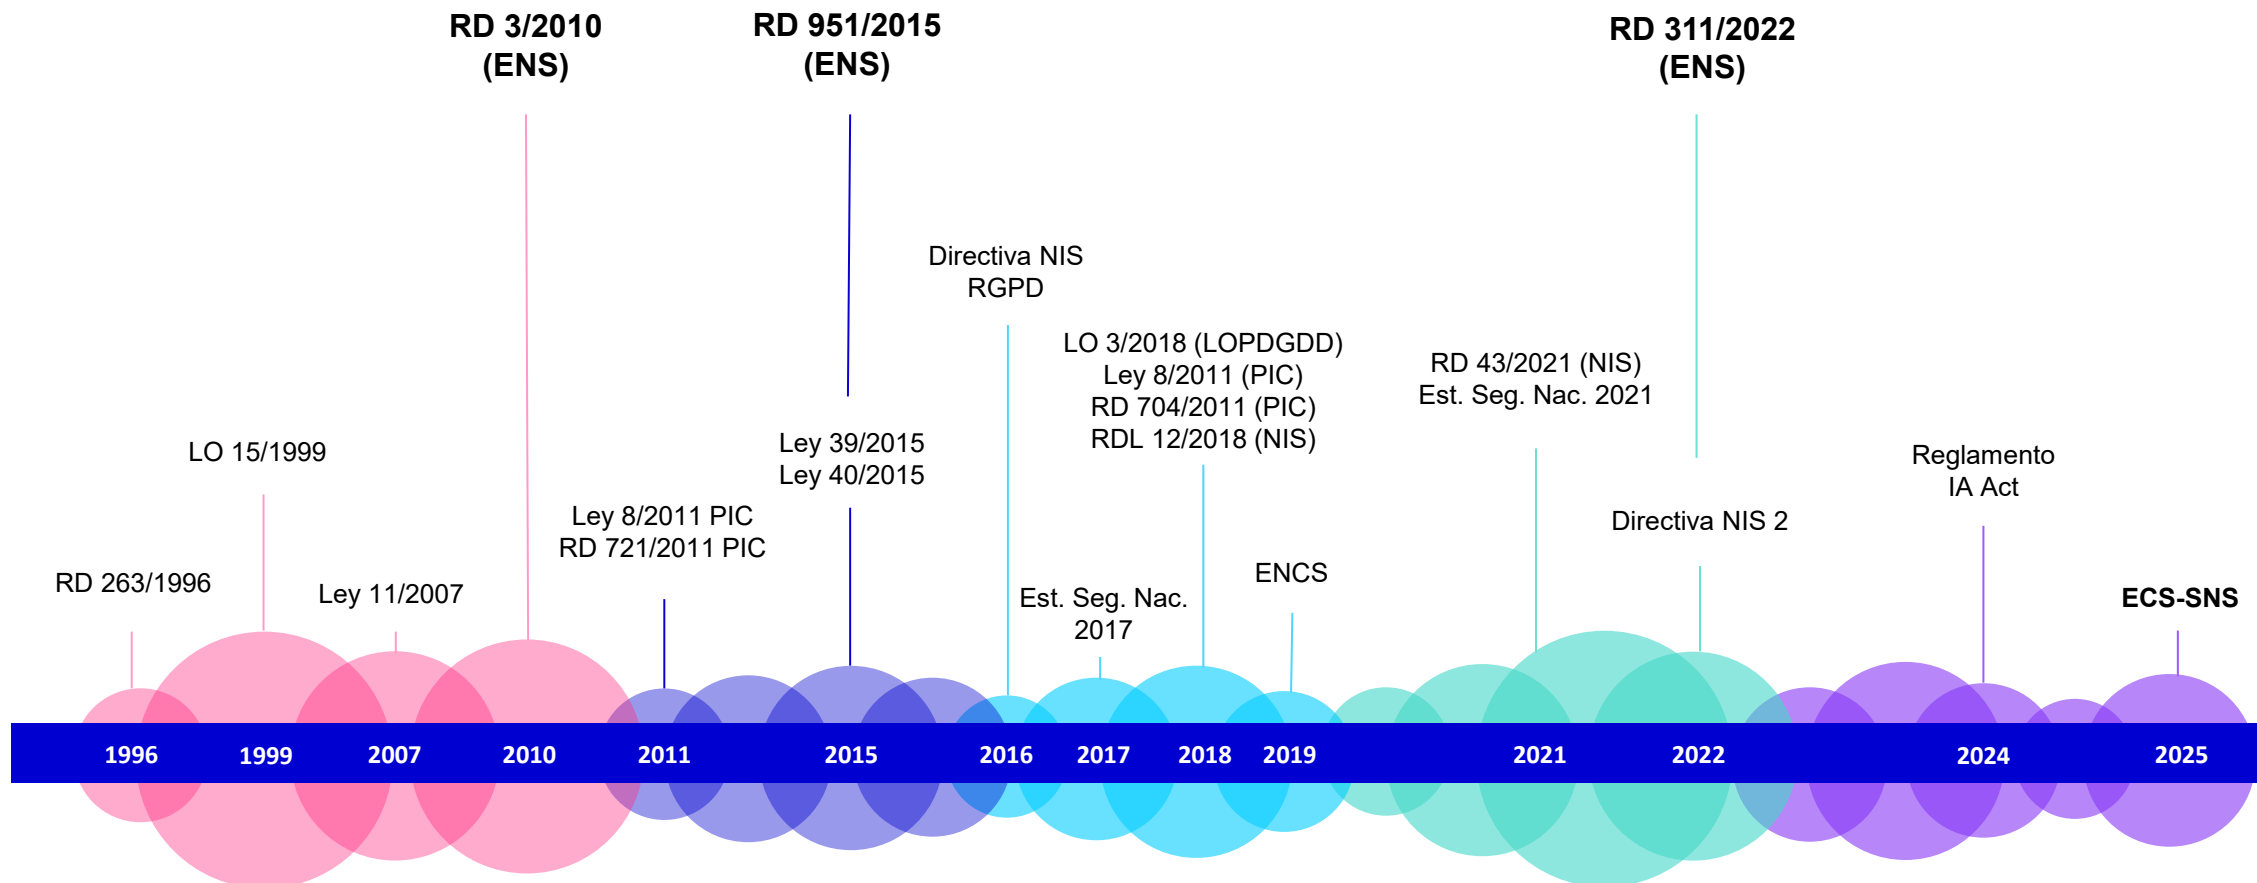 RD 3/2010
(ENS)
RD 951/2015
(ENS)
RD 311/2022
(ENS)
Directiva NIS
RGPD
LO 3/2018 (LOPDGDD)
Ley 8/2011 (PIC)
RD 704/2011 (PIC)
RDL 12/2018 (NIS)
RD 43/2021 (NIS)
Est. Seg. Nac. 2021
LO 15/1999
Ley 39/2015
Ley 40/2015
Reglamento
IA Act
Ley 8/2011 PIC
RD 721/2011 PIC
Directiva NIS 2
RD 263/1996
Ley 11/2007
Est. Seg. Nac.
2017
ENCS
ECS-SNS
1996
1999
2007
2010
2011
2015
2016
2017
2018
2019
2021
2022
2024
2025